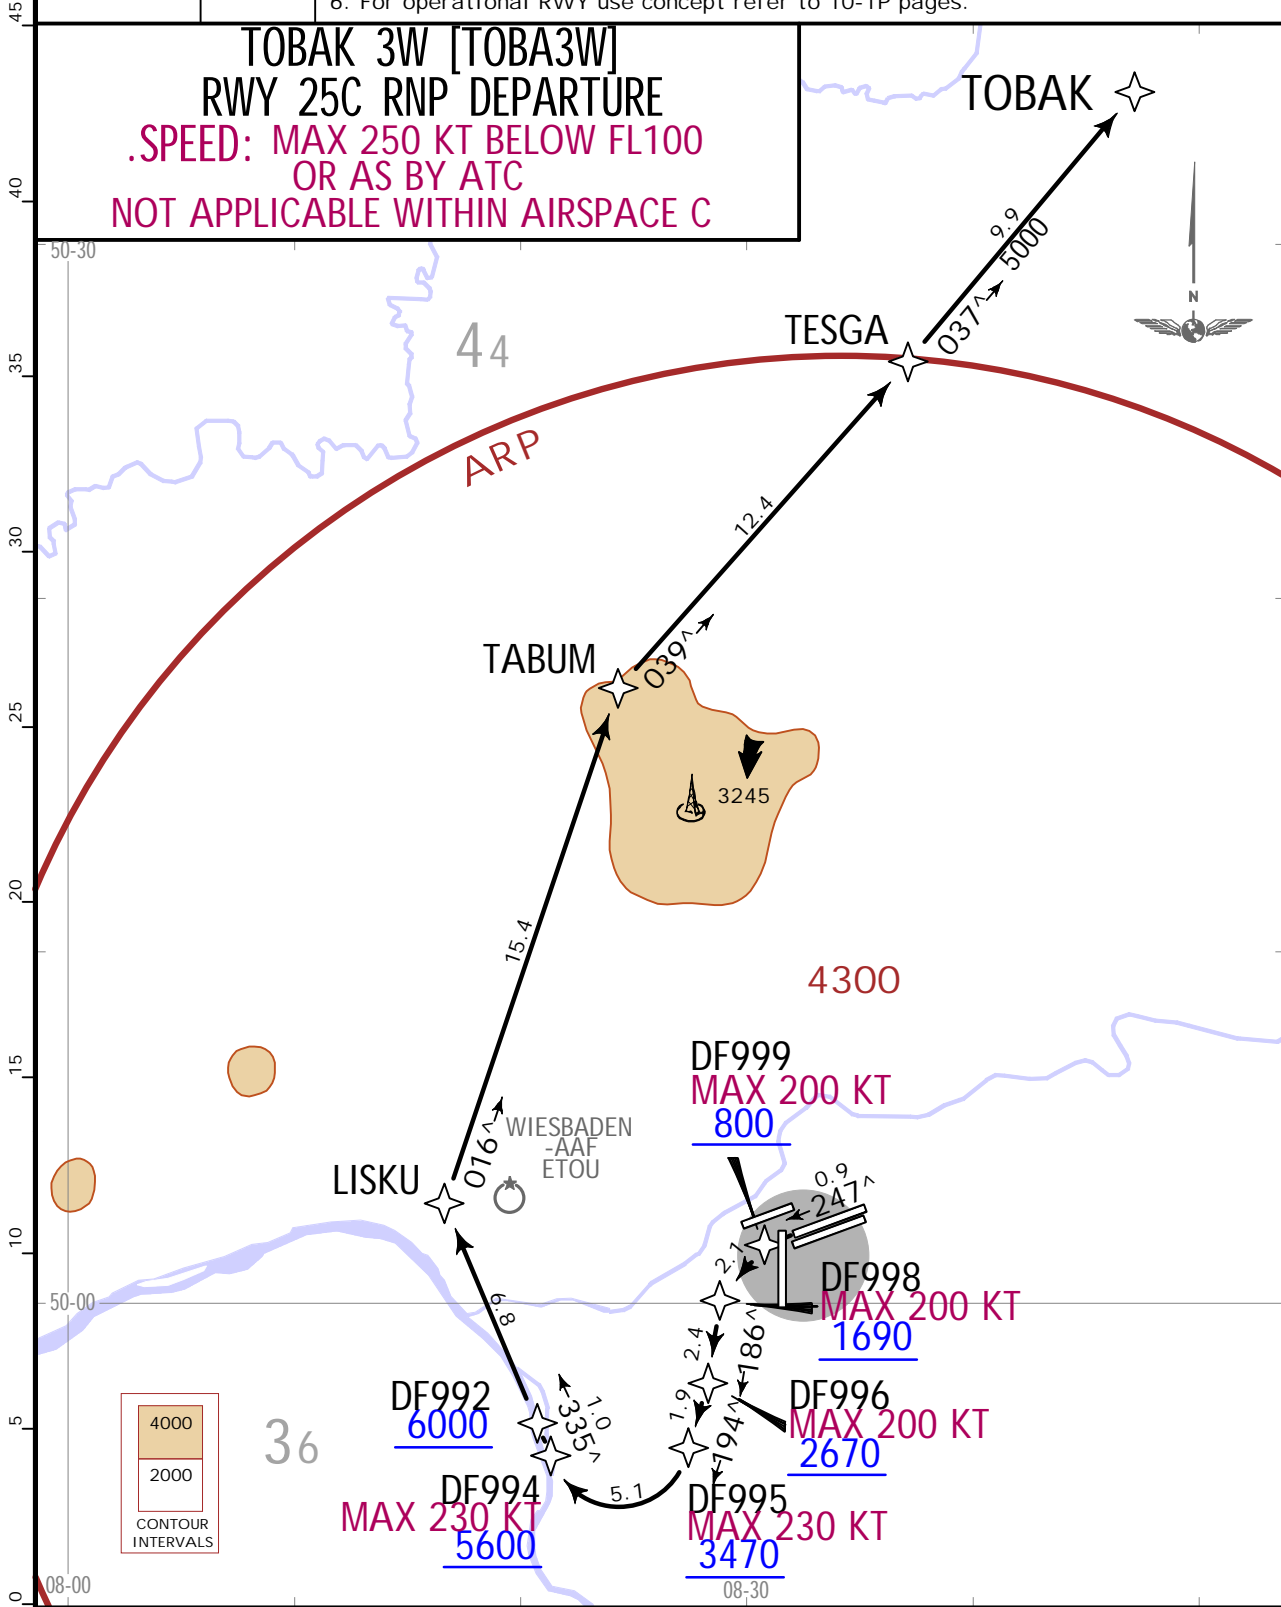 6. For operational RWY use concept refer to 10-1P pages.
TOBAK 3W [TOBA3W]
RWY 25C RNP DEPARTURE
.SPEED: MAX 250 KT BELOW FL100
OR AS BY ATC
NOT APPLICABLE WITHIN AIRSPACE C
TOBAK
45
40
35
30
25
20
15
10
5
0
50-30
9.9
5000
037^
N
TESGA
44
ARP
12.4
TABUM
039^
3245
15.4
4300
DF999
MAX 200 KT
800
016^
WIESBADEN
-AAF
ETOU
LISKU
0.9
247^
2.1
DF998
MAX 200 KT
1690
50-00
6.8
2.4
186^
DF996
MAX 200 KT
2670
DF992
6000
1.0
335^
1.9
194^
36
4000
2000
CONTOUR
INTERVALS
DF994
MAX 230 KT
5600
5.7
DF995
MAX 230 KT
3470
08-00
08-30